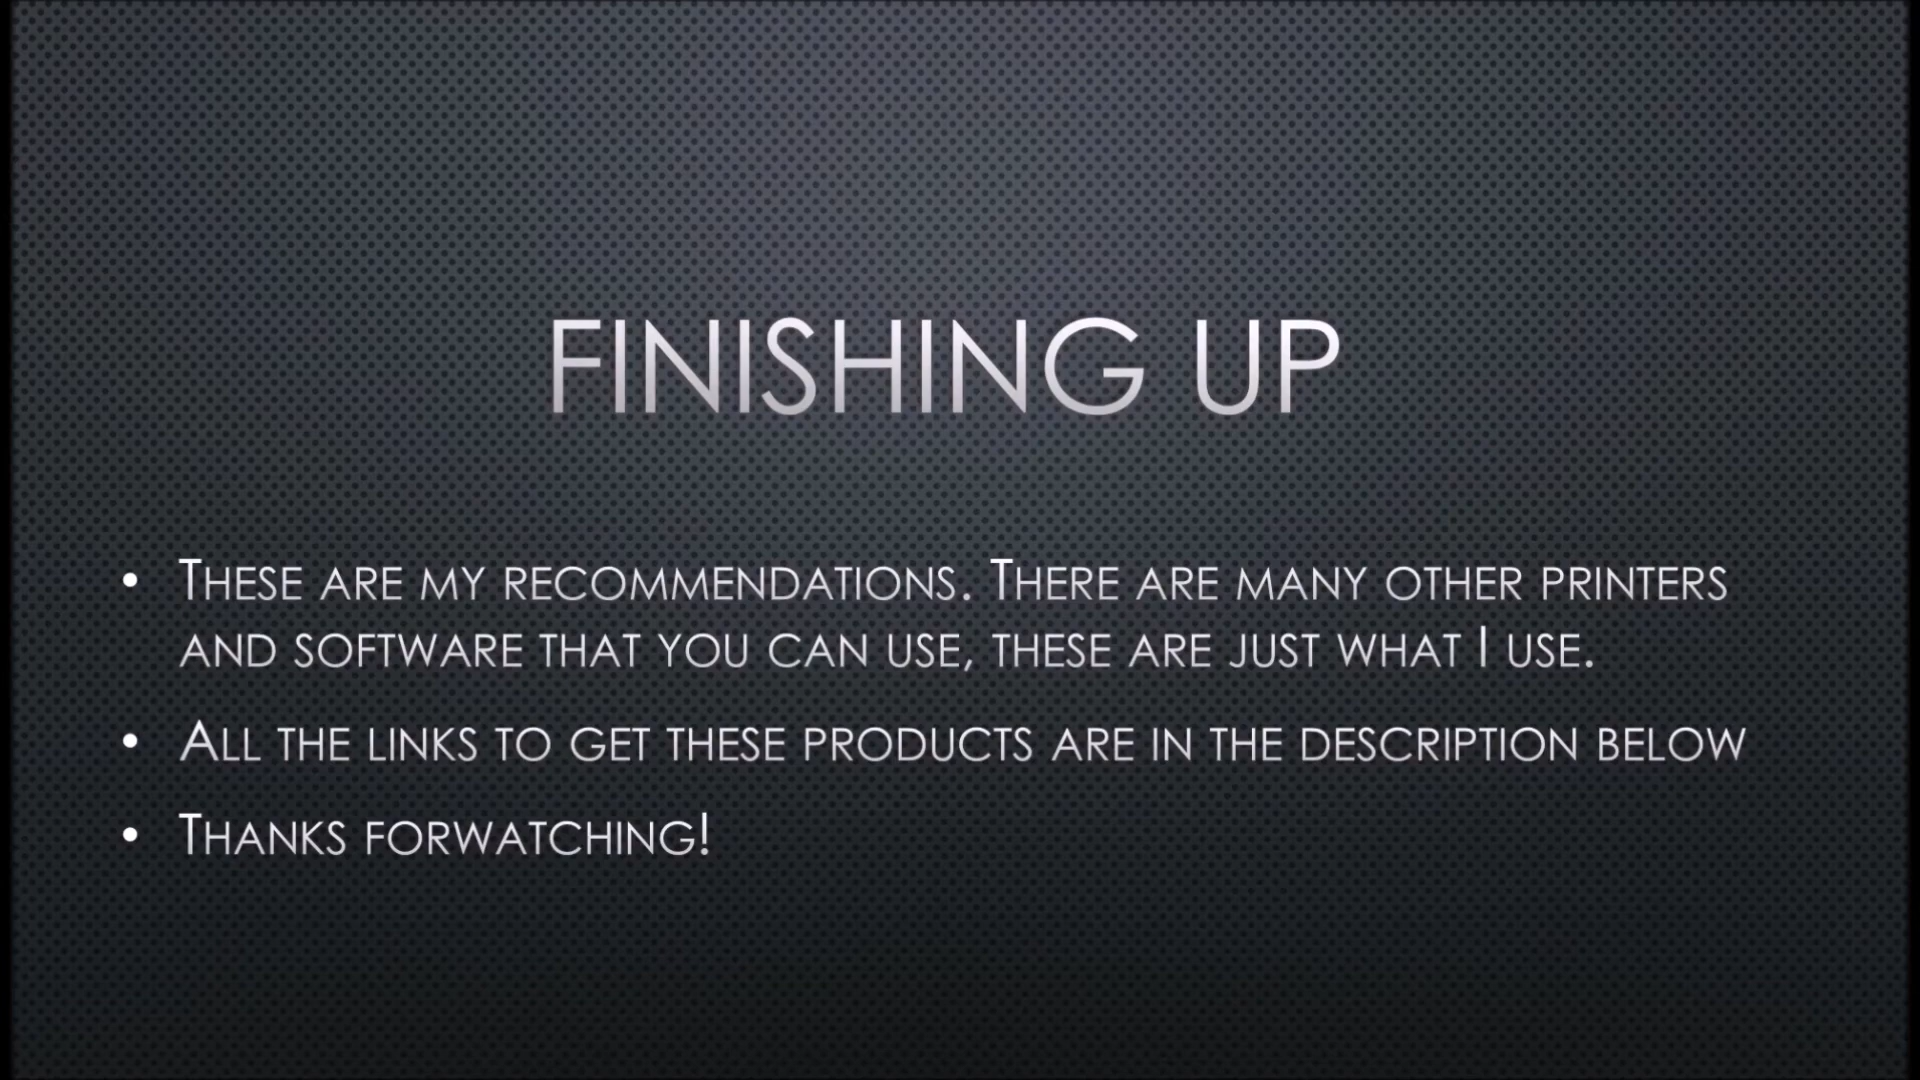 FINISHING UP
• THESE ARE MY RECOMMENDATIONS. THERE ARE MANY OTHER PRINTERS
AND SOFTWARE THAT YOU CAN USE, THESE ARE JUST WHAT I USE.
• ALL THE LINKS TO GET THESE PRODUCTS ARE IN THE DESCRIPTION BELOW
• THANKS FORWATCHING!